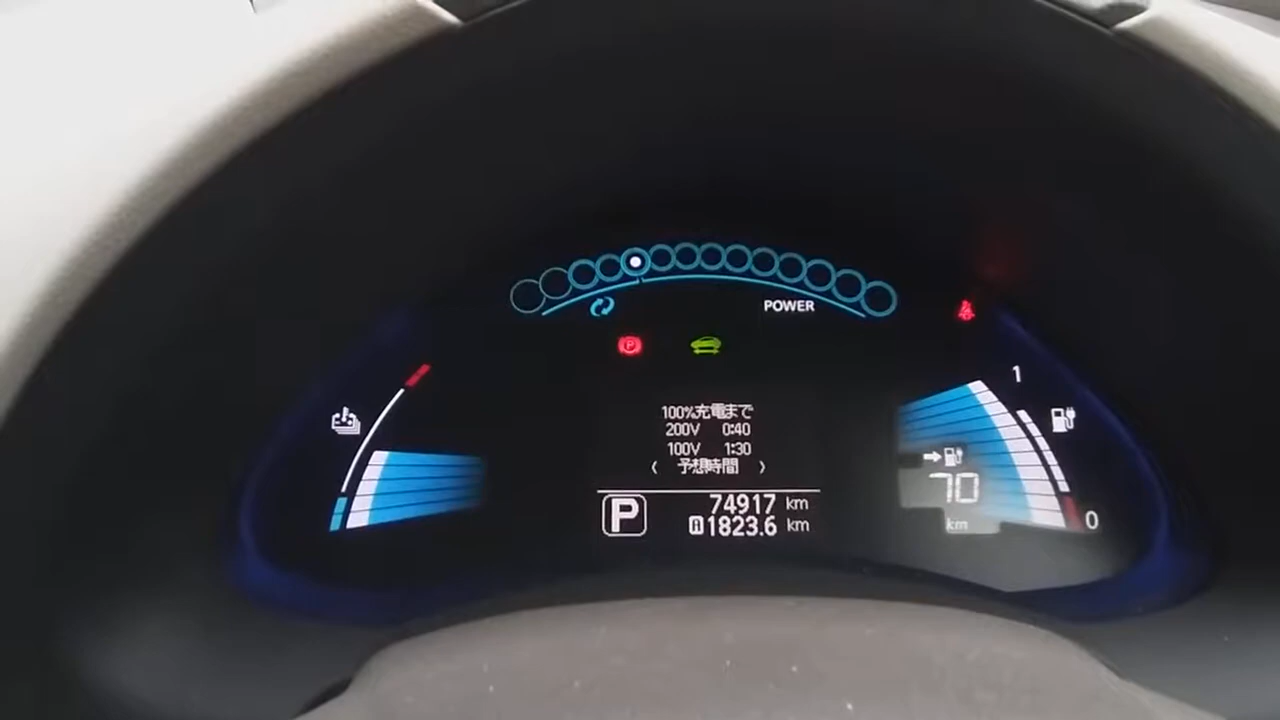 POWER
P
1
100%充電まで
200V 0:40
100V 1:30
‹ 予想時間 ›
70
km
P
74917 km
1823.6 km
0